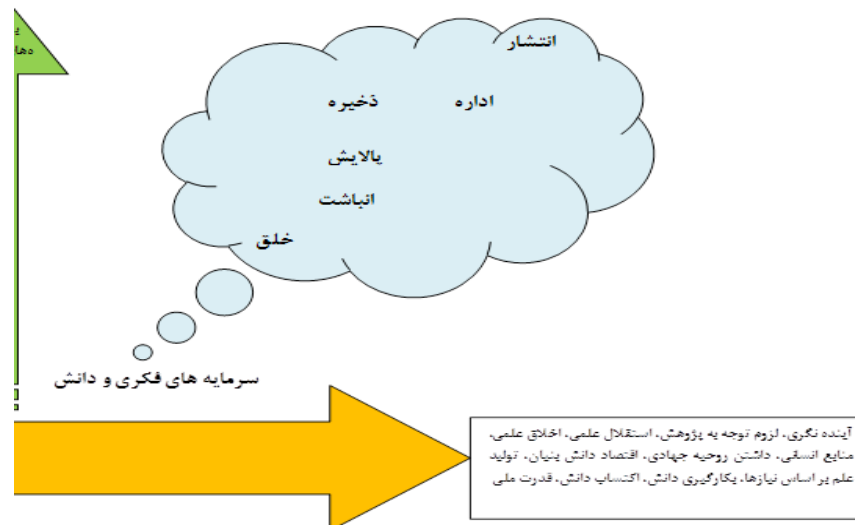 انتشار
ذخیره اداره
پالایش
انباشت
خلق
سرمایه های فکری و دانش
آینده نگری، لزوم توجه به پژوهش، استقلال علمی، اخلاق علمی،
منابع انسانی، داشتن روحیه جهادی، اقتصاد دانش بنیان، تولید
علم بر اساس نیازها، بکارگیری دانش، اکتساب دانش، قدرت ملی